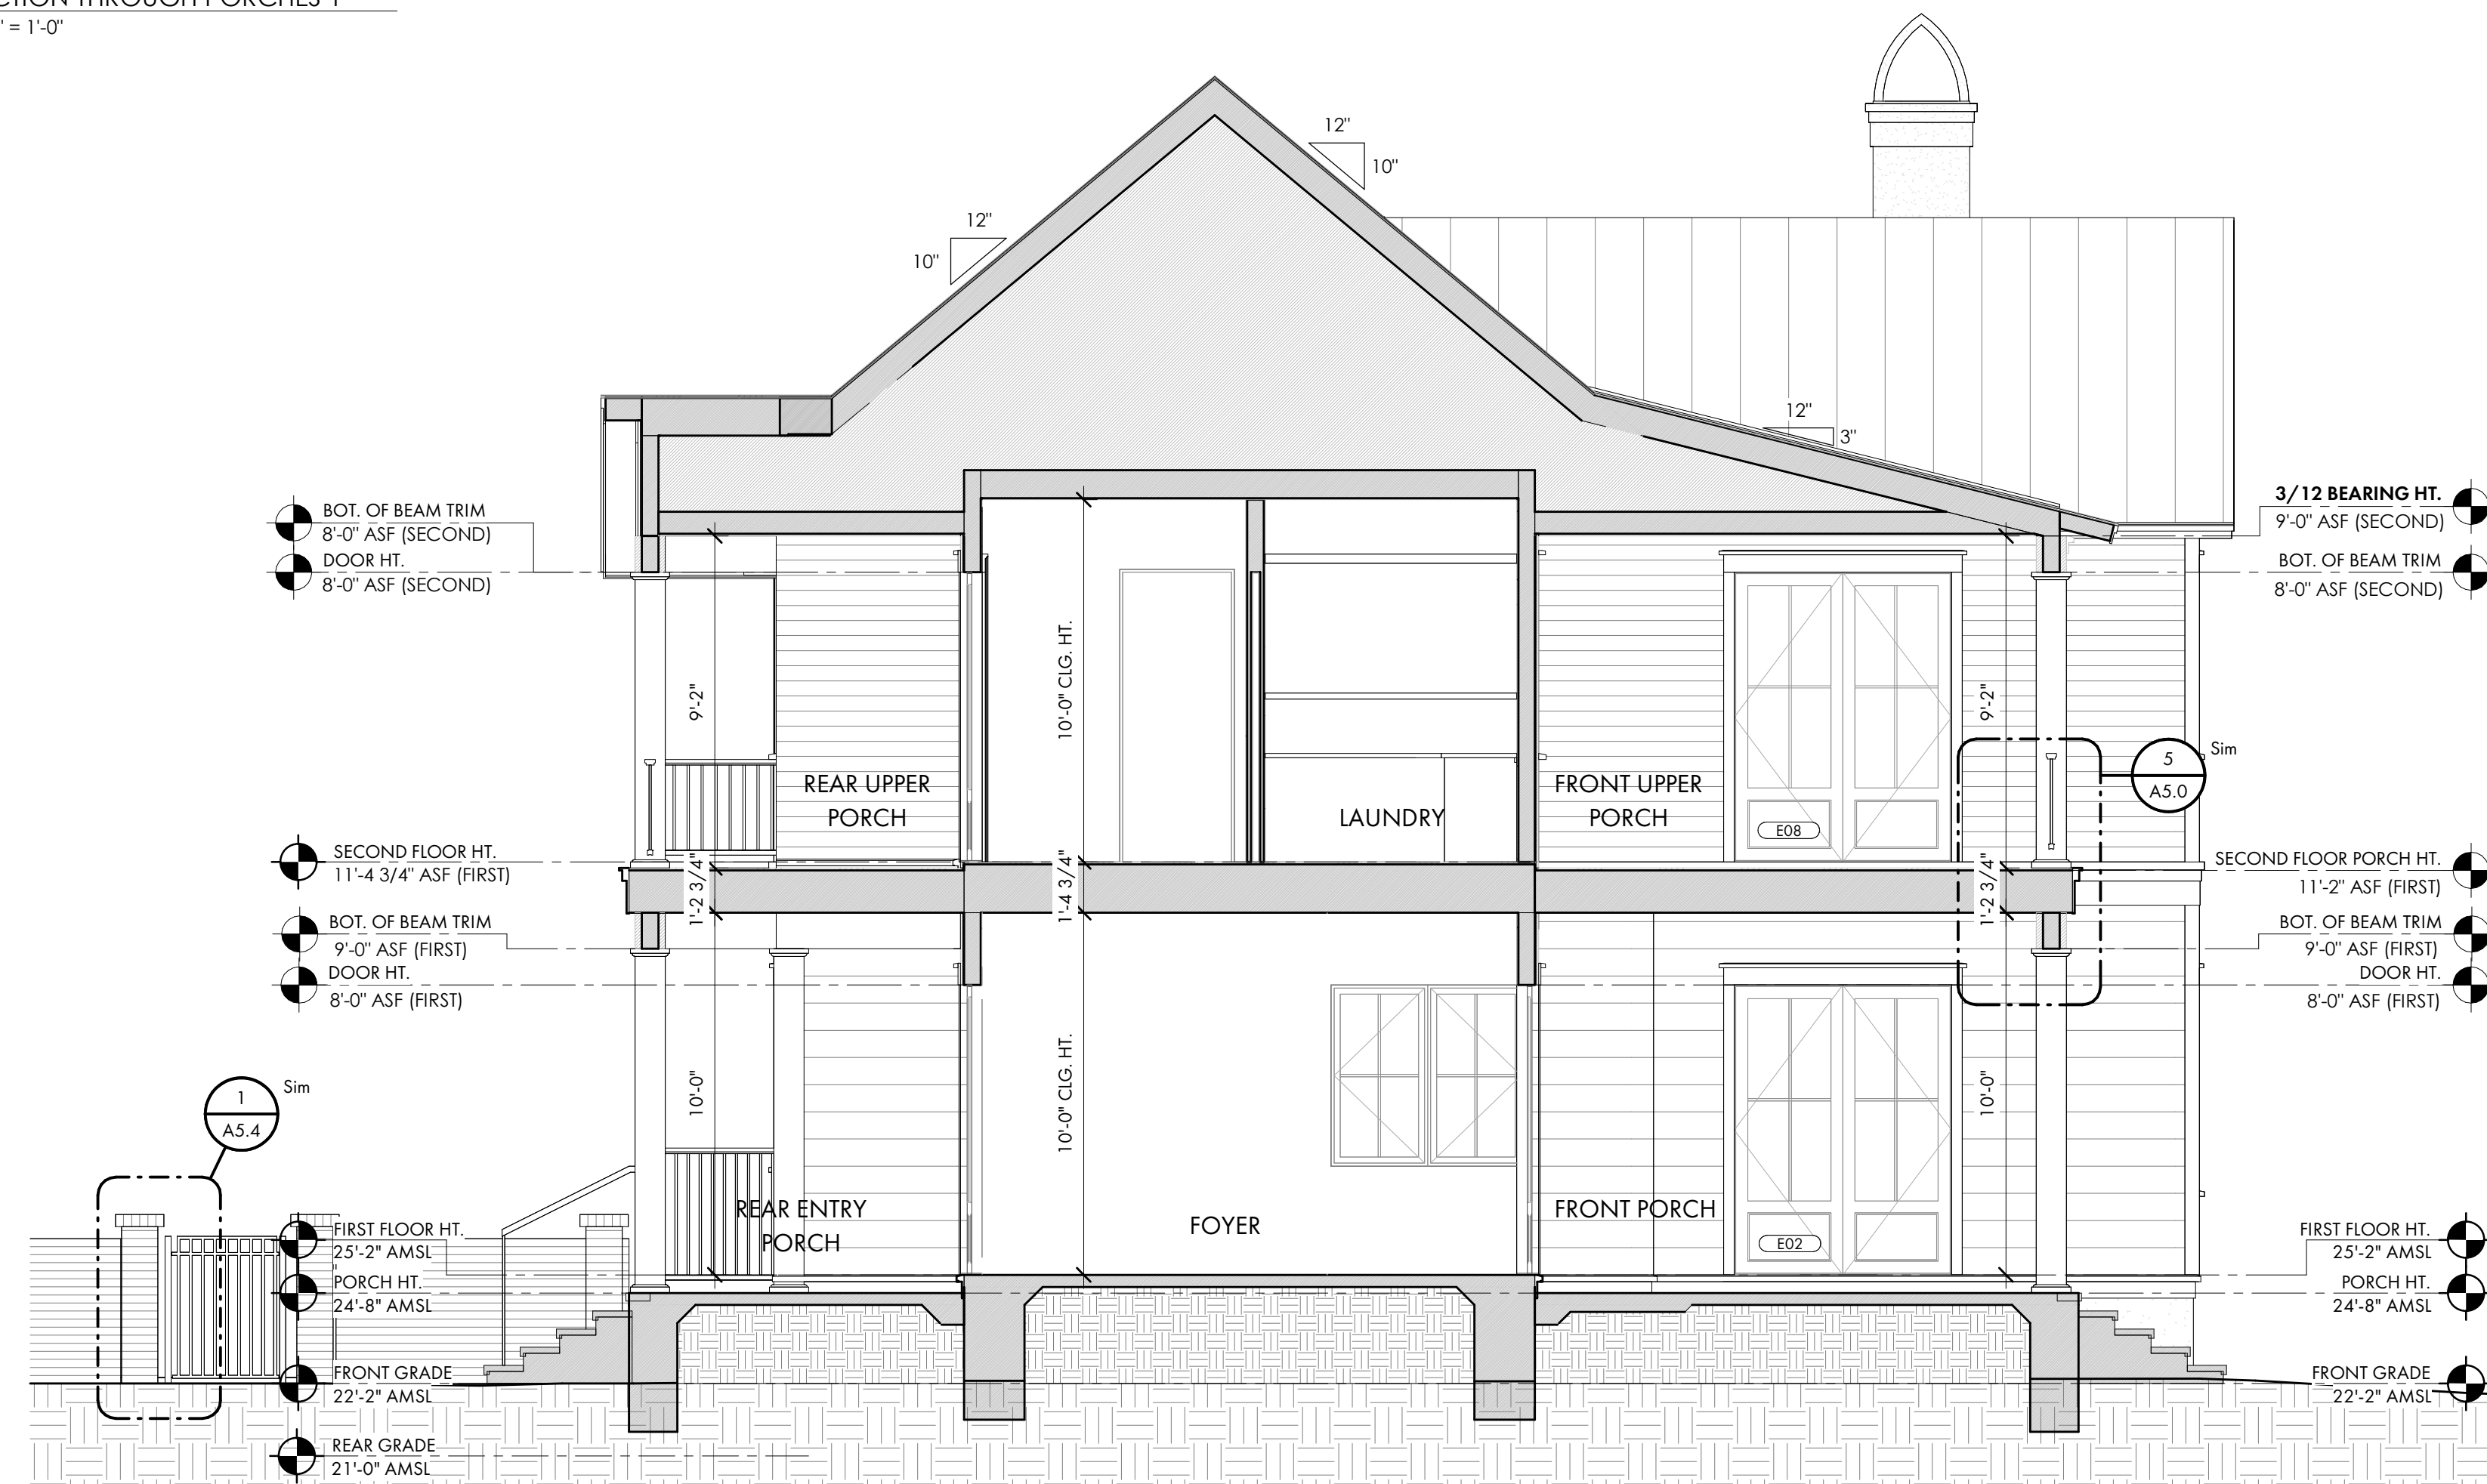 CTION THROUGH PORCHES 1
" = 1'-0"
12"
10"
12"
10"
12"
3"
BOT. OF BEAM TRIM
8'-0" ASF (SECOND)
DOOR HT.
8'-0" ASF (SECOND)
3/12 BEARING HT.
9'-0" ASF (SECOND)
BOT. OF BEAM TRIM
8'-0" ASF (SECOND)
9'-2"
10'-0" CLG. HT.
9'-2"
REAR UPPER
PORCH
LAUNDRY
FRONT UPPER
PORCH
E08
5
A5.0
Sim
SECOND FLOOR HT.
11'-4 3/4" ASF (FIRST)
1'-2 3/4"
1'-4 3/4"
1'-2 3/4"
SECOND FLOOR PORCH HT.
11'-2" ASF (FIRST)
BOT. OF BEAM TRIM
9'-0" ASF (FIRST)
DOOR HT.
8'-0" ASF (FIRST)
BOT. OF BEAM TRIM
9'-0" ASF (FIRST)
DOOR HT.
8'-0" ASF (FIRST)
1
A5.4
Sim
10'-0"
10'-0" CLG. HT.
10'-0"
REAR ENTRY
PORCH
FOYER
FRONT PORCH
E02
FIRST FLOOR HT.
25'-2" AMSL
PORCH HT.
24'-8" AMSL
FRONT GRADE
22'-2" AMSL
REAR GRADE
21'-0" AMSL
FIRST FLOOR HT.
25'-2" AMSL
PORCH HT.
24'-8" AMSL
FRONT GRADE
22'-2" AMSL